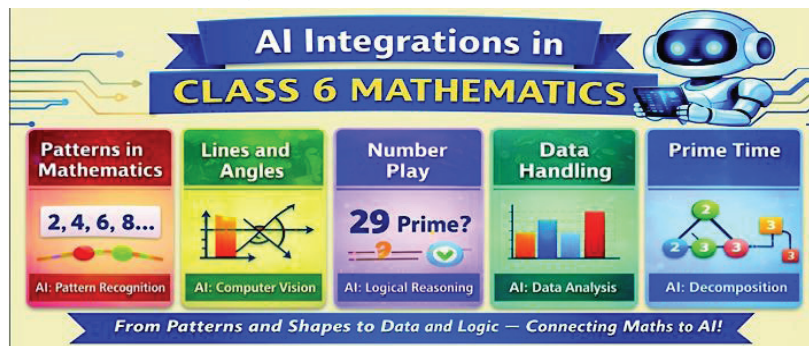 AI Integrations in
CLASS 6 MATHEMATICS
Patterns in
Mathematics
2, 4, 6, 8...
AI: Pattern Recognition
Lines and
Angles
AI: Computer Vision
Number
Play
29 Prime?
AI: Logical Reasoning
Data
Handling
AI: Data Analysis
Prime Time
2
2
3
3
3
3
AI: Decomposition
From Patterns and Shapes to Data and Logic — Connecting Maths to AI!